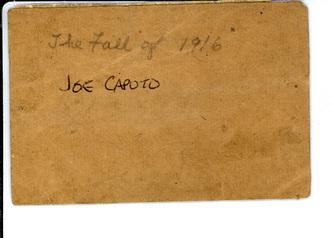 The Fall of 1916
JOE CAPUTO